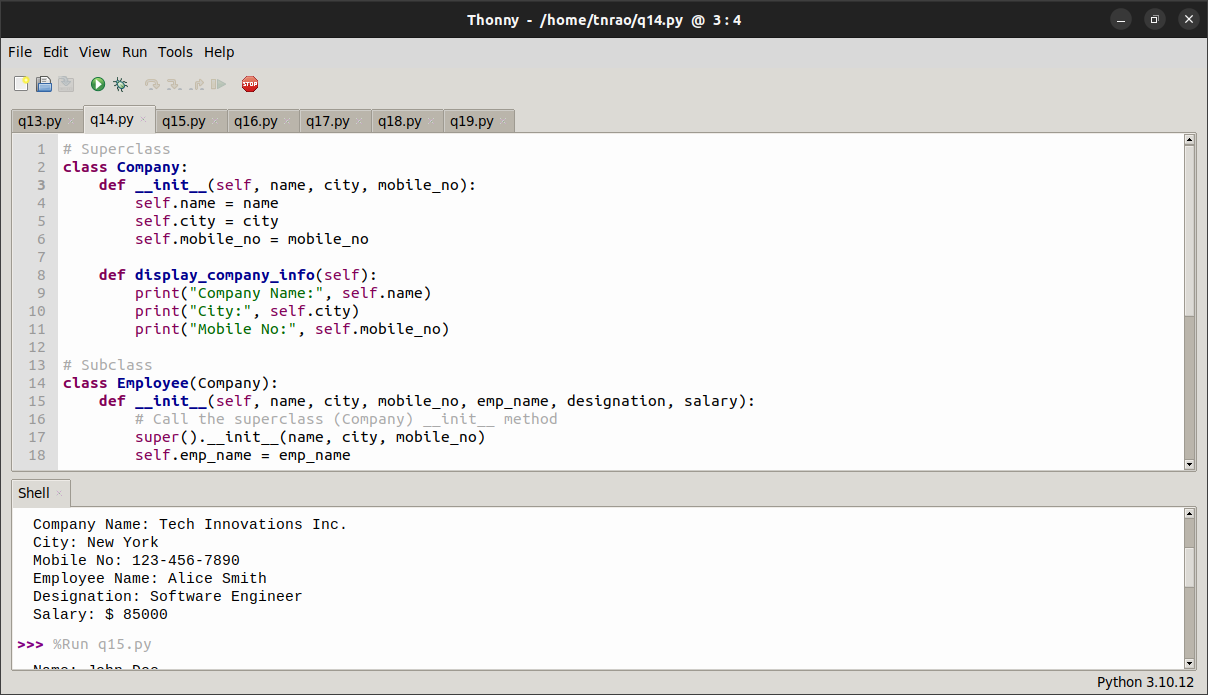 Thonny - /home/tnrao/q14.py @ 3:4
File Edit View Run Tools Help
STOP
q13.py q14.py q15.py q16.py q17.py q18.py q19.py
1 # Superclass
2 class Company:
3     def __init__(self, name, city, mobile_no):
4         self.name = name
5         self.city = city
6         self.mobile_no = mobile_no
7
8     def display_company_info(self):
9         print("Company Name:", self.name)
10         print("City:", self.city)
11         print("Mobile No:", self.mobile_no)
12
13 # Subclass
14 class Employee(Company):
15     def __init__(self, name, city, mobile_no, emp_name, designation, salary):
16         # Call the superclass (Company) __init__ method
17         super().__init__(name, city, mobile_no)
18         self.emp_name = emp_name
Shell
Company Name: Tech Innovations Inc.
City: New York
Mobile No: 123-456-7890
Employee Name: Alice Smith
Designation: Software Engineer
Salary: $ 85000
>>> %Run q15.py
Name: John Doe
Python 3.10.12